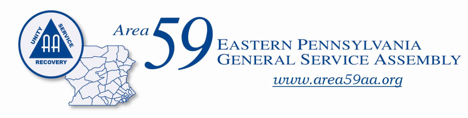 UNITY
SERVICE
AA
RECOVERY
Area 59
EASTERN PENNSYLVANIA
GENERAL SERVICE ASSEMBLY
www.area59aa.org